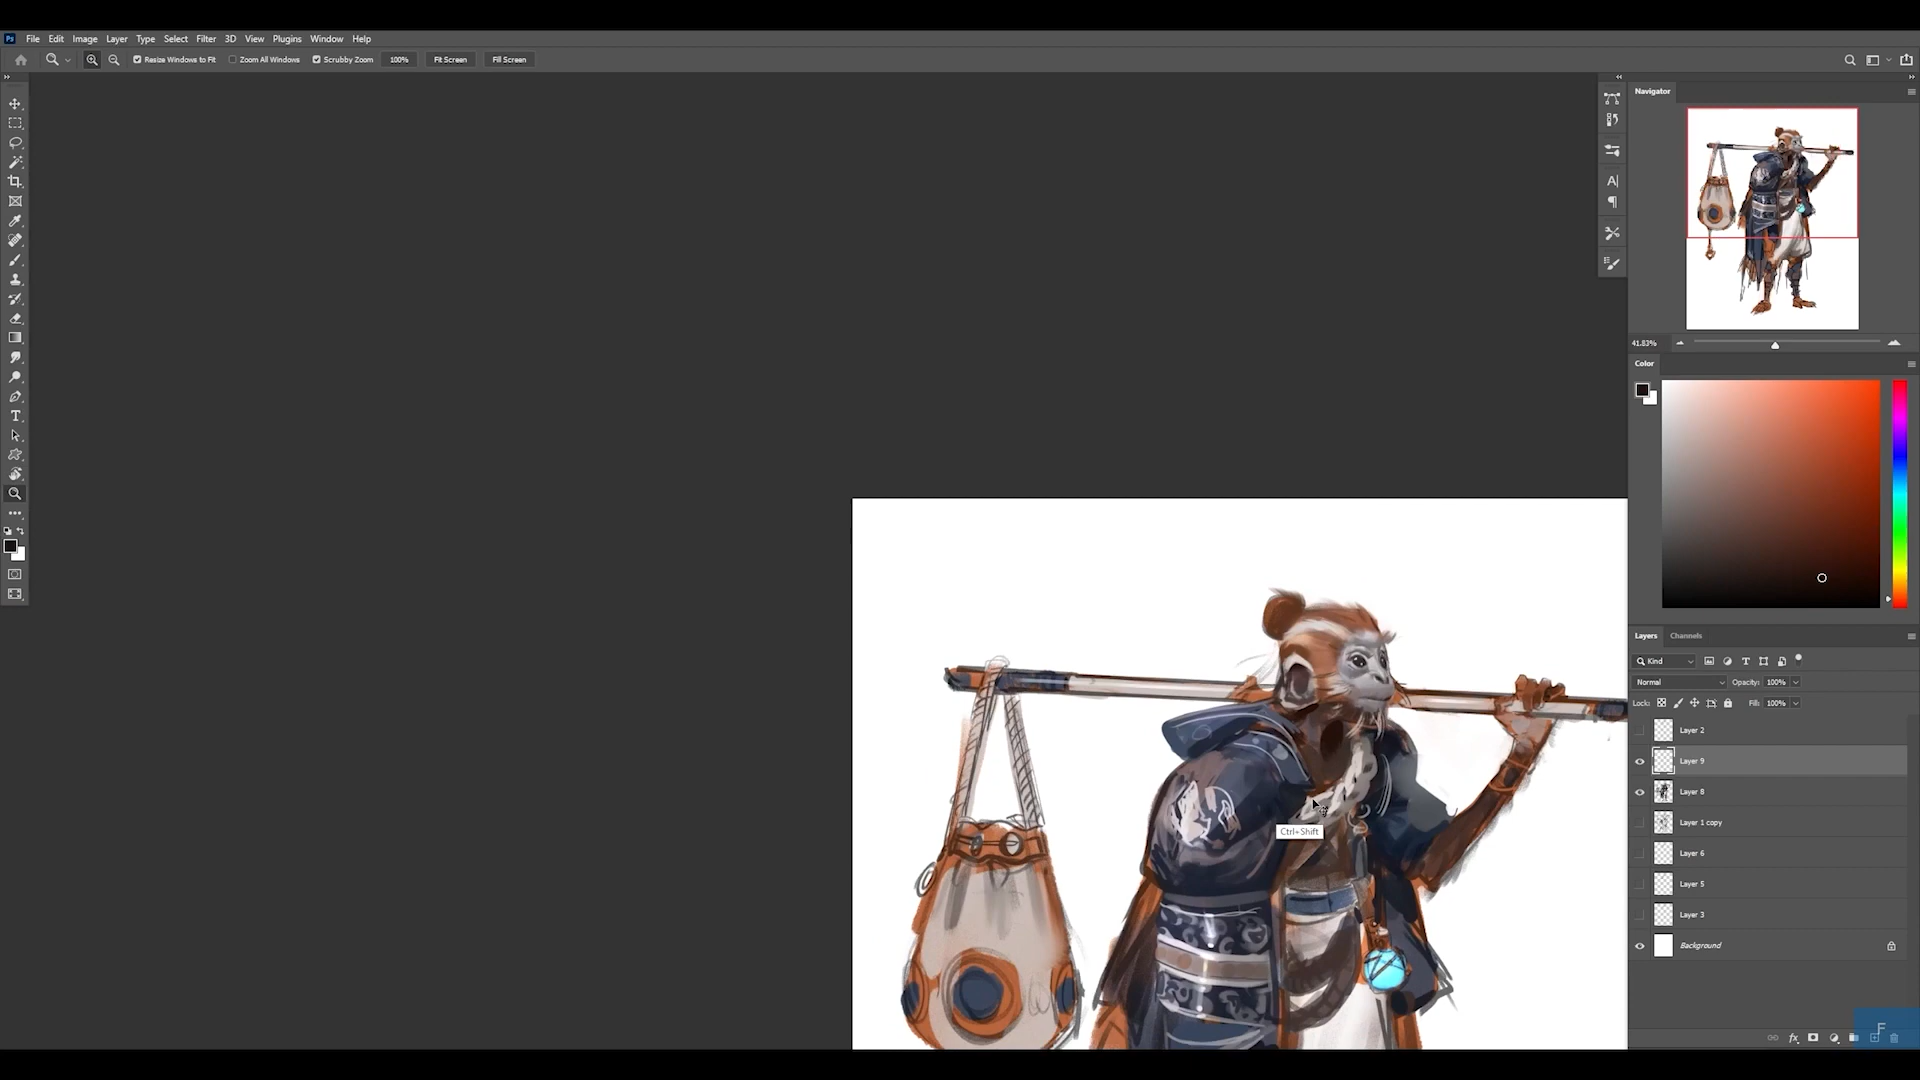 Ps File Edit Image Layer Type Select Filter 3D View Plugins Window Help
Resize Windows to Fit Zoom All Windows Scrubby Zoom 100% Fit Screen Fill Screen
Navigator
41.83%
Color
Layers Channels
Kind
Normal Opacity: 100%
Lock: Fill: 100%
Layer 2
Layer 9
Layer 8
Layer 1 copy
Layer 6
Layer 5
Layer 3
Background
Ctrl+Shift
F